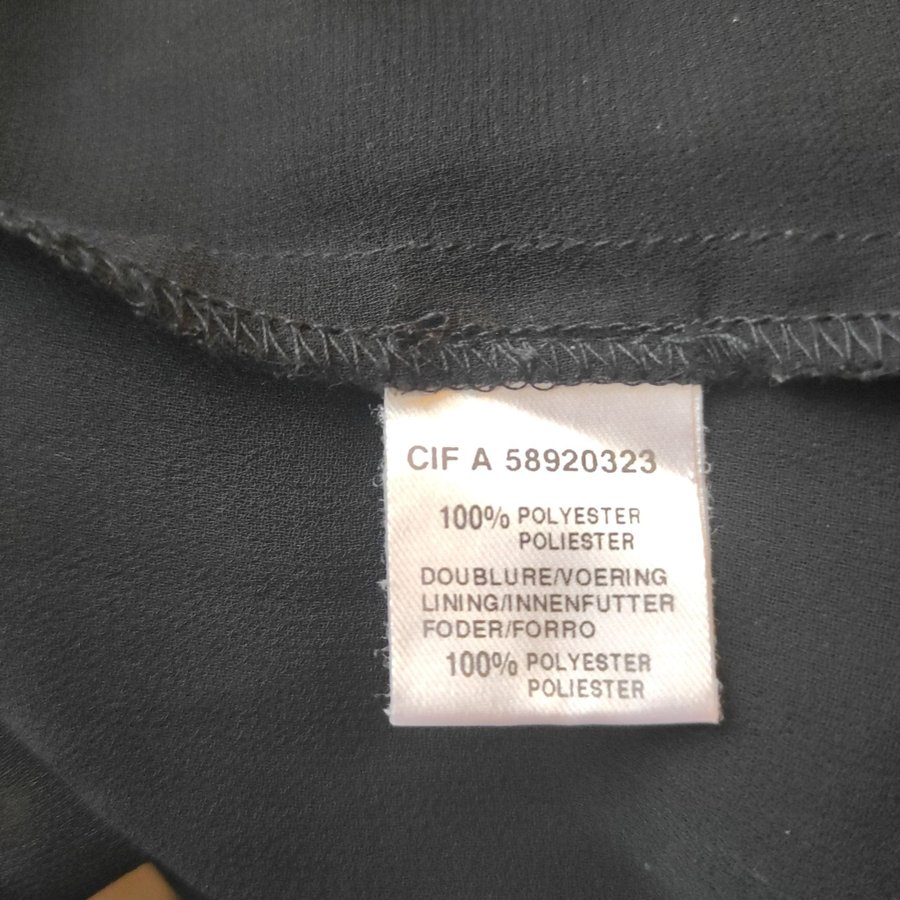 CIF A 58920323
100% POLYESTER
POLIESTER
DOUBLURE/VOERING
LINING/INNENFUTTER
FODER/FORRO
100% POLYESTER
POLIESTER